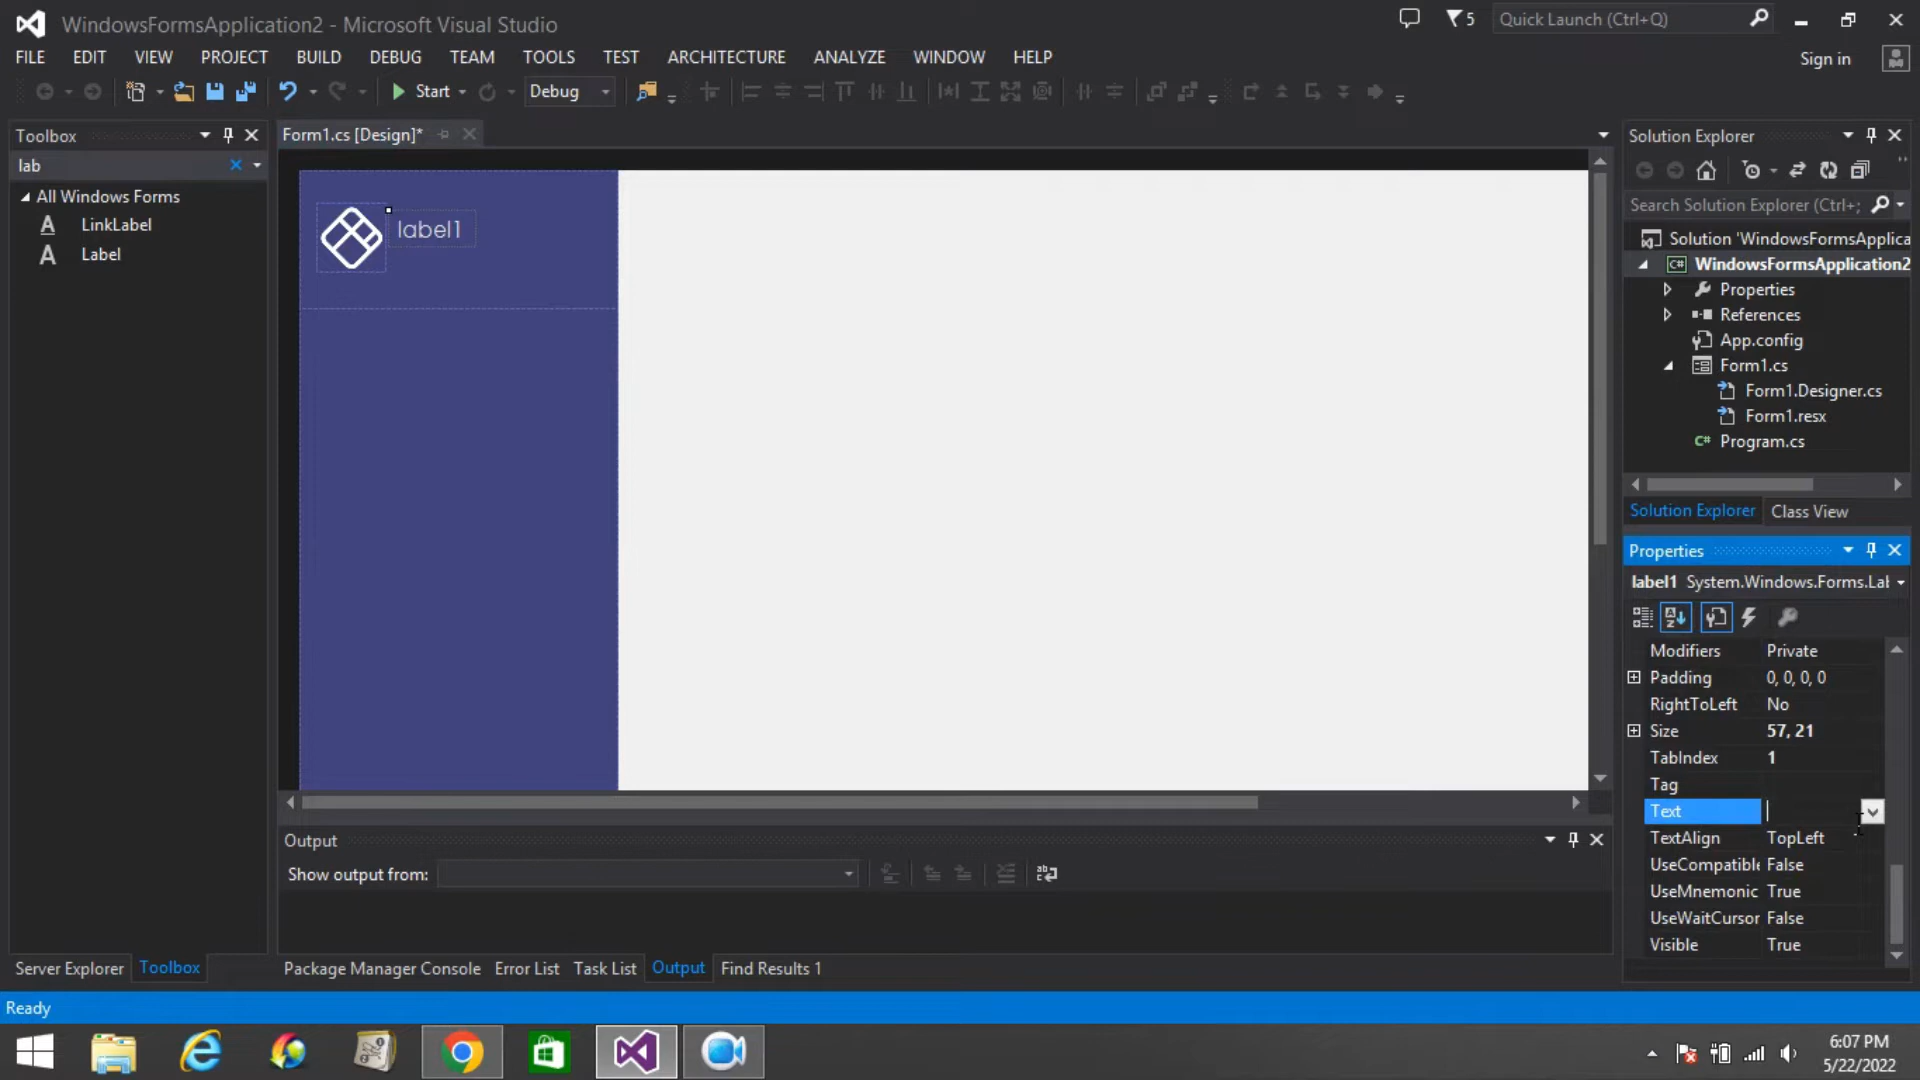 WindowsFormsApplication2 - Microsoft Visual Studio
5
Quick Launch (Ctrl+Q)
FILE EDIT VIEW PROJECT BUILD DEBUG TEAM TOOLS TEST ARCHITECTURE ANALYZE WINDOW HELP
Sign in
Start
Debug
Toolbox
lab
All Windows Forms
A LinkLabel
A Label
Form1.cs [Design]*
label1
Solution Explorer
Search Solution Explorer (Ctrl+;
Solution 'WindowsFormsApplica
C# WindowsFormsApplication2
Properties
References
App.config
Form1.cs
Form1.Designer.cs
Form1.resx
C# Program.cs
Solution Explorer Class View
Properties
label1 System.Windows.Forms.Lal
Modifiers Private
Padding 0, 0, 0, 0
RightToLeft No
Size 57, 21
TabIndex 1
Tag
Text
TextAlign TopLeft
UseCompatible False
UseMnemonic True
UseWaitCursor False
Visible True
Output
Show output from:
Server Explorer Toolbox
Package Manager Console Error List Task List Output Find Results 1
Ready
6:07 PM
5/22/2022